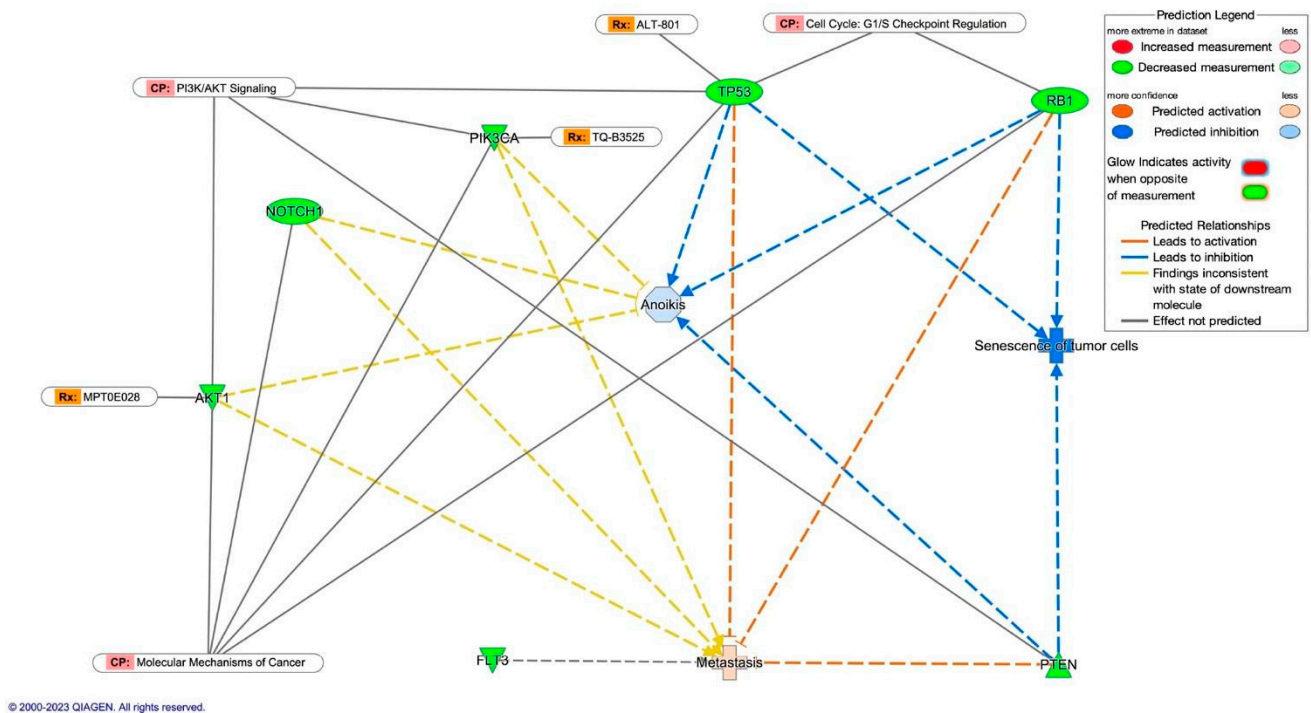 Rx: ALT-801
CP: Cell Cycle: G1/S Checkpoint Regulation
CP: PI3K/AKT Signaling
TP53
RB1
PIK3CA
Rx: TQ-B3525
NOTCH1
Anoikis
Senescence of tumor cells
Rx: MPT0E028
AKT1
CP: Molecular Mechanisms of Cancer
FLT3
Metastasis
PTEN
Prediction Legend
more extreme in dataset less
Increased measurement
Decreased measurement
more confidence less
Predicted activation
Predicted inhibition
Glow Indicates activity
when opposite
of measurement
Predicted Relationships
Leads to activation
Leads to inhibition
Findings inconsistent
with state of downstream
molecule
Effect not predicted
© 2000-2023 QIAGEN. All rights reserved.